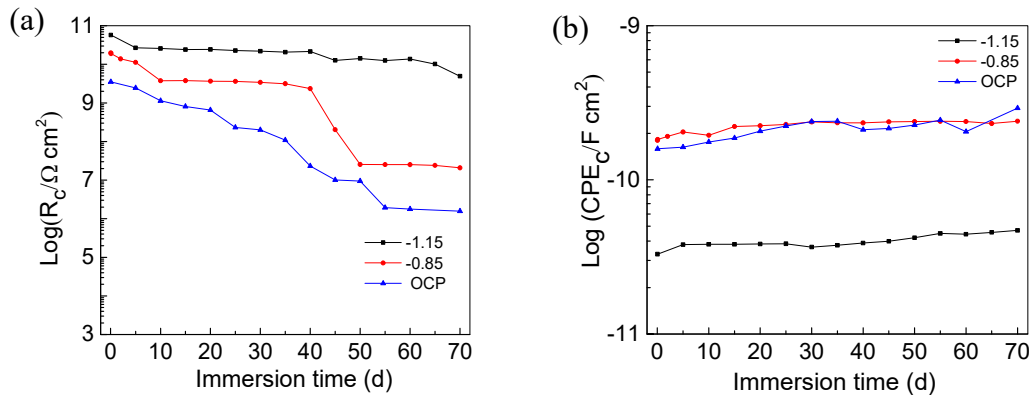 (a)
Log(Rc/Ω cm²)
11
9
7
5
3
-1.15
-0.85
OCP
0 10 20 30 40 50 60 70
Immersion time (d)
(b)
Log (CPEc/F cm²)
-9
-10
-11
-1.15
-0.85
OCP
0 10 20 30 40 50 60 70
Immersion time (d)